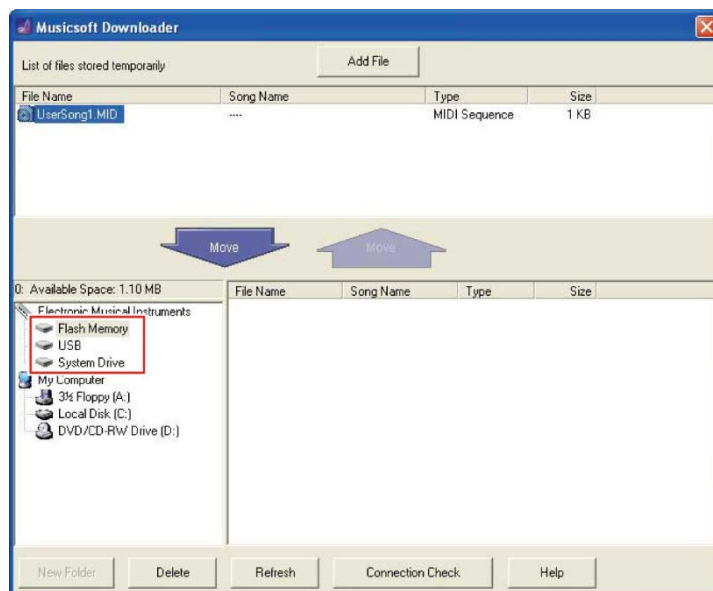 Musicsoft Downloader
List of files stored temporarily Add File
File Name Song Name Type Size
UserSong1.MID ---- MIDI Sequence 1 KB
Move Move
0: Available Space: 1.10 MB
File Name Song Name Type Size
Electronic Musical Instruments
Flash Memory
USB
System Drive
My Computer
3½ Floppy (A:)
Local Disk (C:)
DVD/CD-RW Drive (D:)
New Folder Delete Refresh Connection Check Help